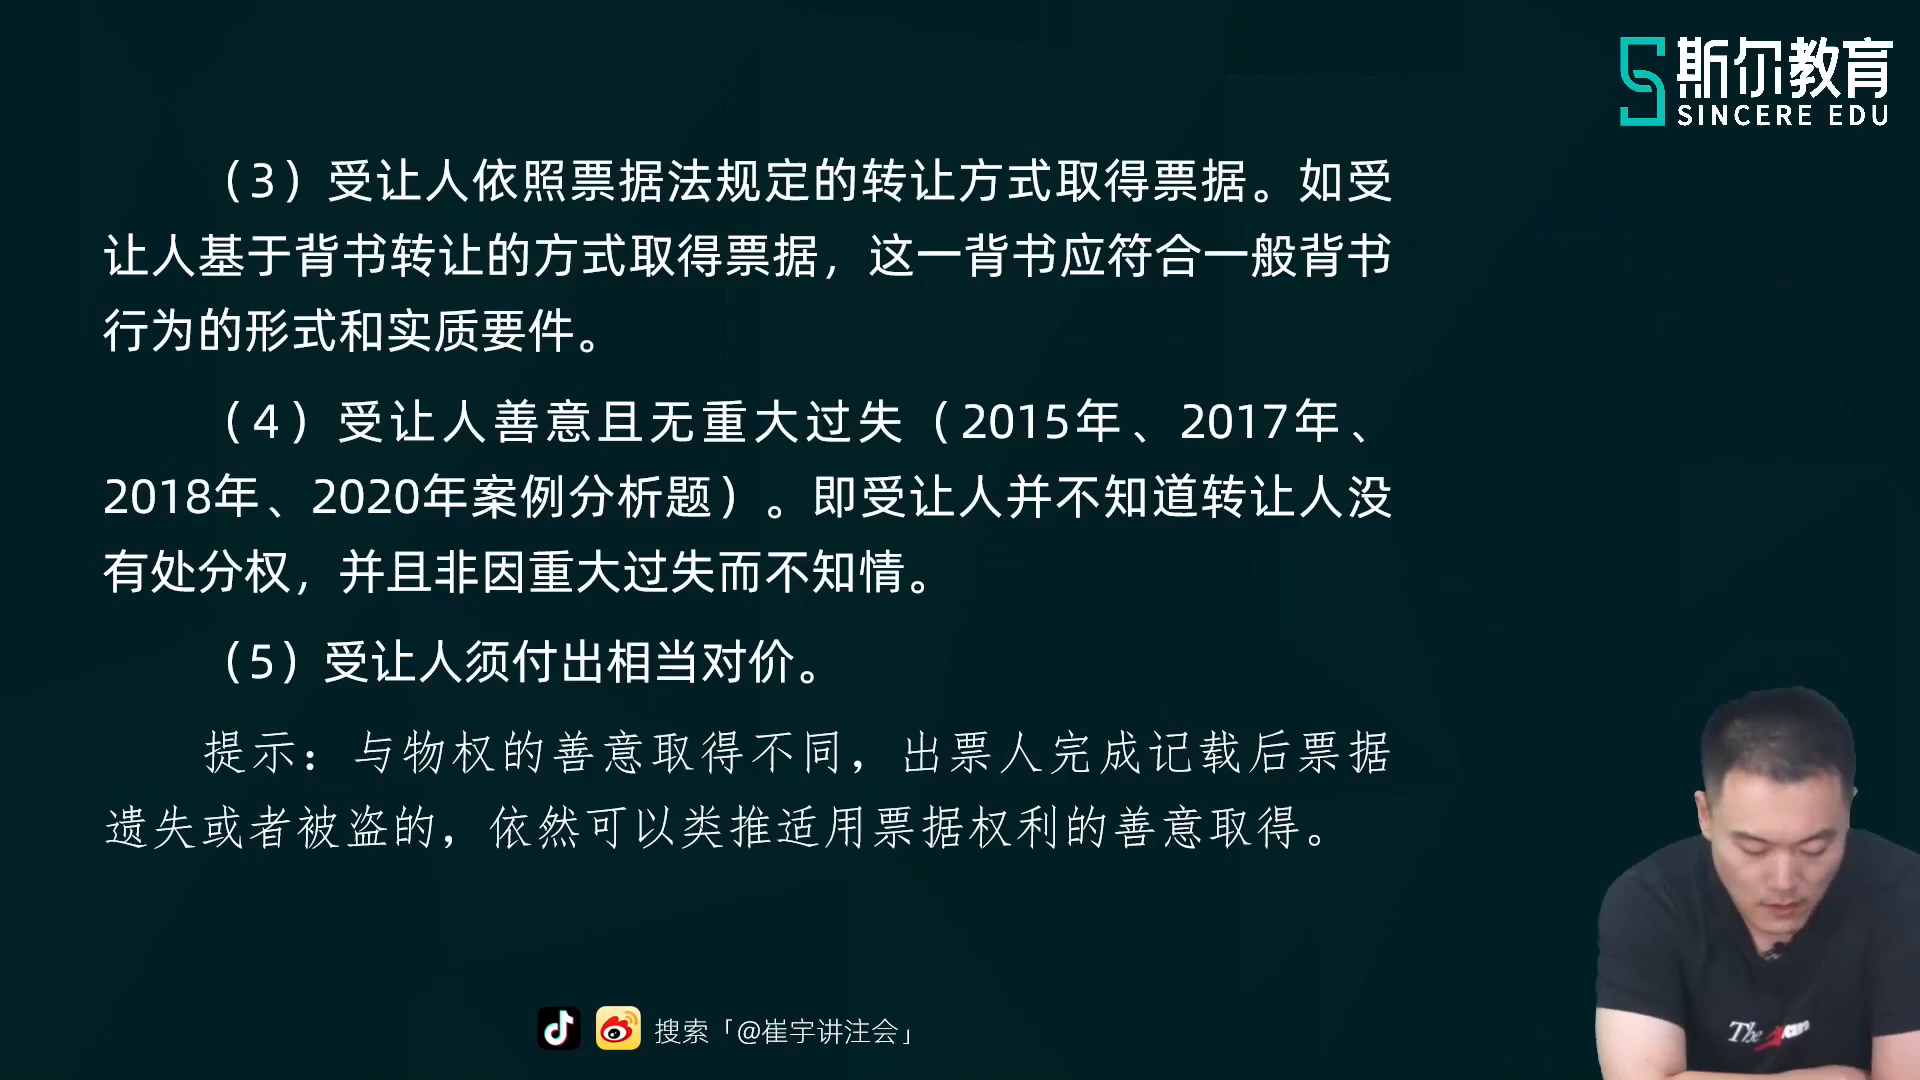 斯尔教育
SINCERE EDU
（3）受让人依照票据法规定的转让方式取得票据。如受
让人基于背书转让的方式取得票据，这一背书应符合一般背书
行为的形式和实质要件。
（4）受让人善意且无重大过失（2015年、2017年、
2018年、2020年案例分析题）。即受让人并不知道转让人没
有处分权，并且非因重大过失而不知情。
（5）受让人须付出相当对价。
提示：与物权的善意取得不同，出票人完成记载后票据
遗失或者被盗的，依然可以类推适用票据权利的善意取得。
搜索「@崔宇讲注会」
The